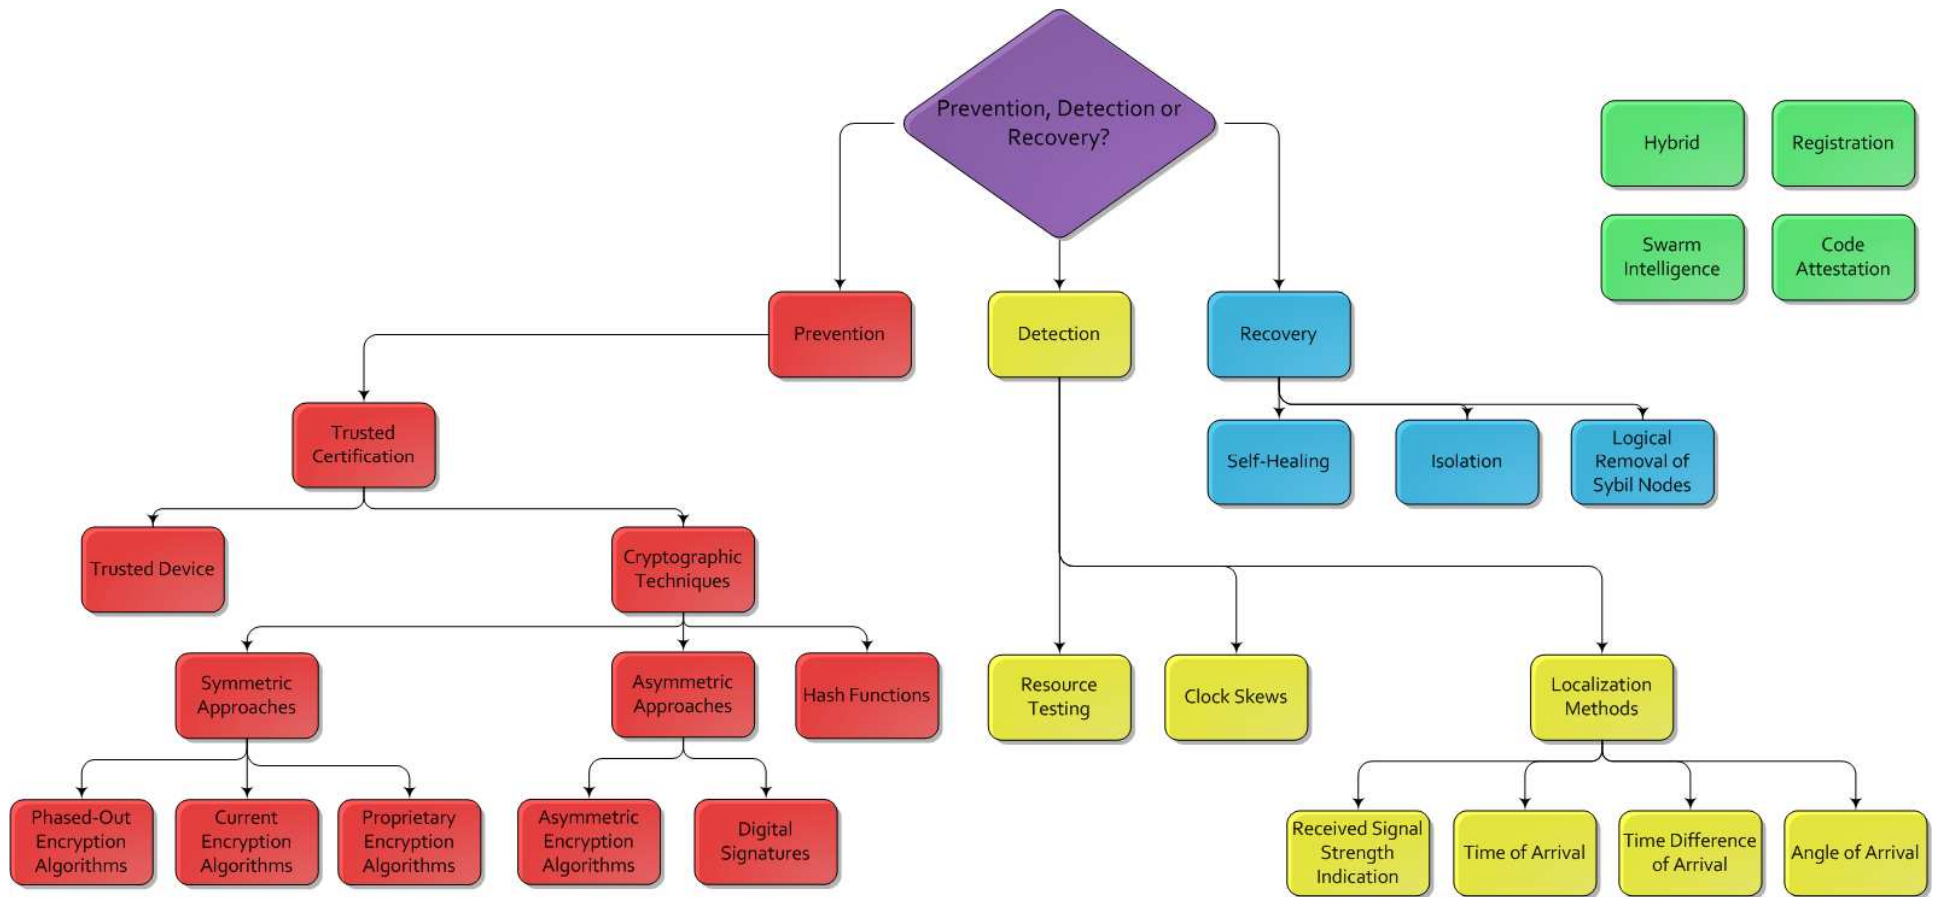 Prevention, Detection or
Recovery?
Hybrid
Registration
Swarm
Intelligence
Code
Attestation
Prevention
Detection
Recovery
Trusted
Certification
Self-Healing
Isolation
Logical
Removal of
Sybil Nodes
Trusted Device
Cryptographic
Techniques
Symmetric
Approaches
Asymmetric
Approaches
Hash Functions
Resource
Testing
Clock Skews
Localization
Methods
Phased-Out
Encryption
Algorithms
Current
Encryption
Algorithms
Proprietary
Encryption
Algorithms
Asymmetric
Encryption
Algorithms
Digital
Signatures
Received Signal
Strength
Indication
Time of Arrival
Time Difference
of Arrival
Angle of Arrival